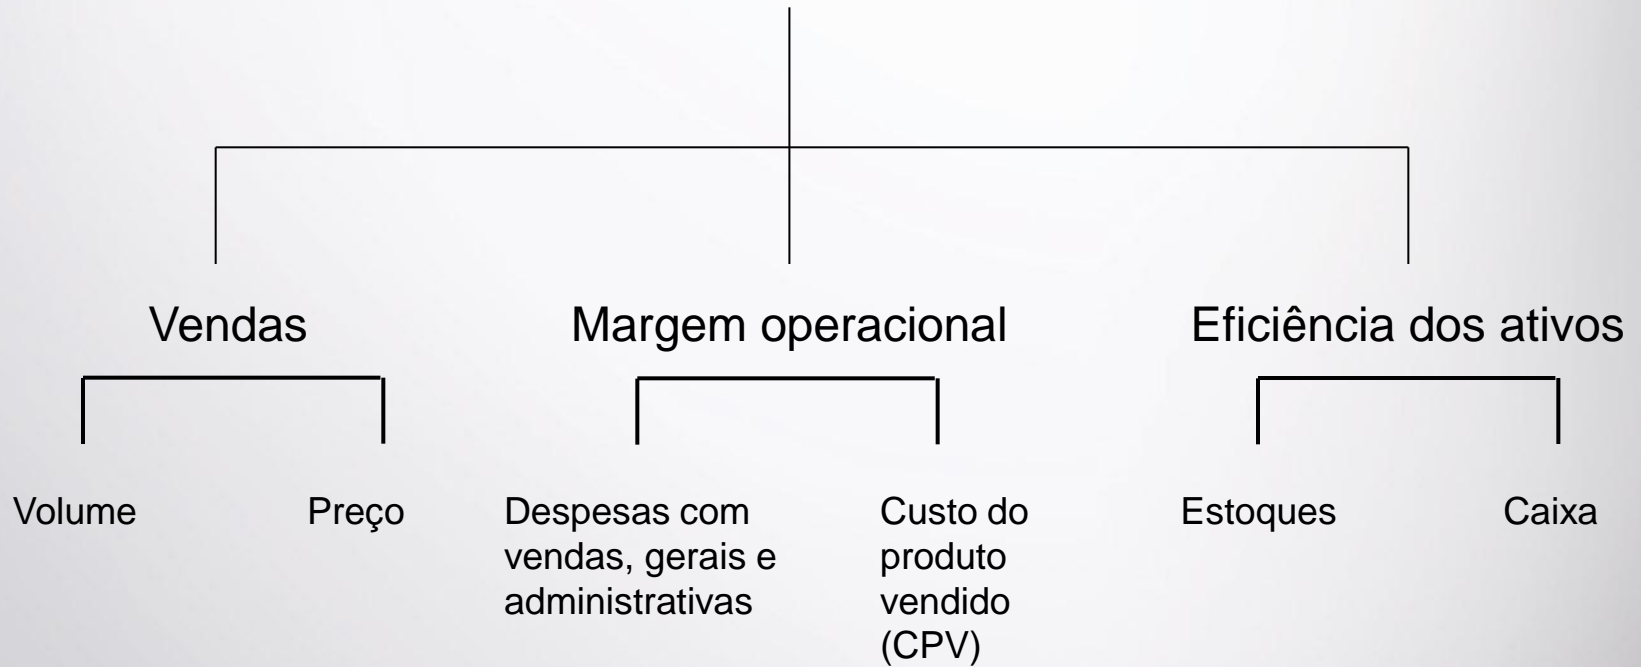 Vendas
Margem operacional
Eficiência dos ativos
Volume
Preço
Despesas com
vendas, gerais e
administrativas
Custo do
produto
vendido
(CPV)
Estoques
Caixa